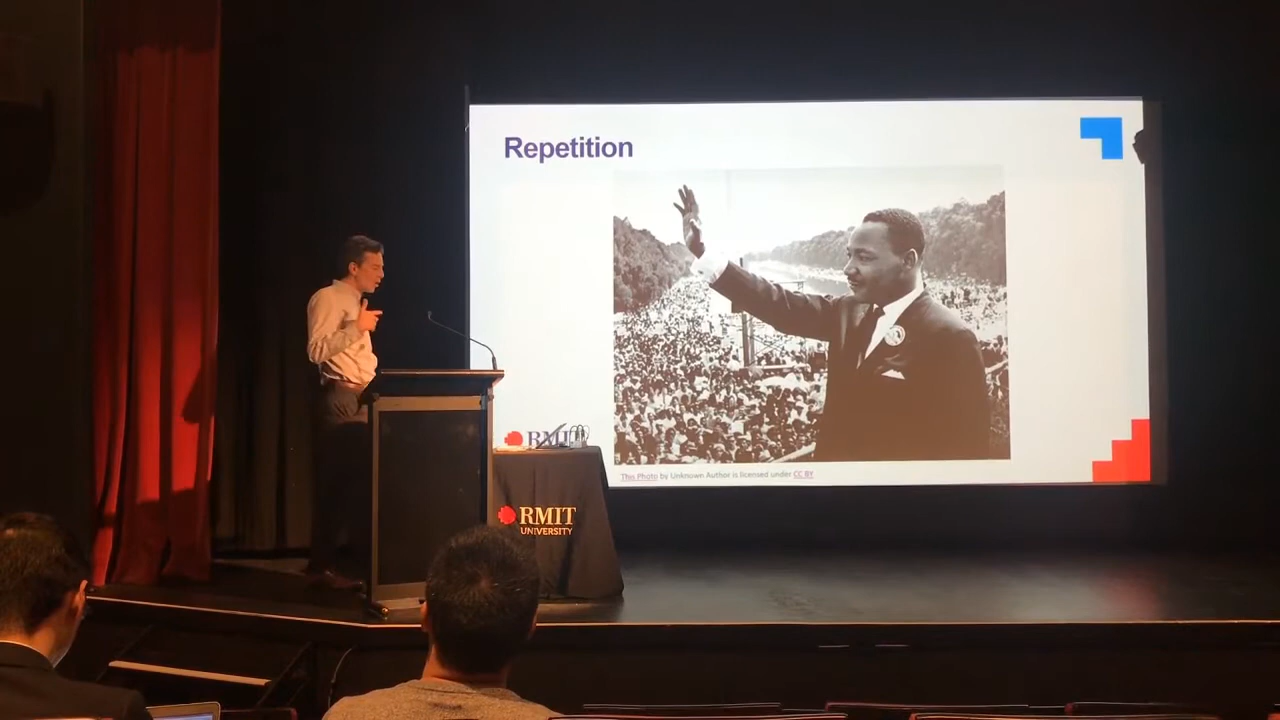 Repetition
This Photo by Unknown Author is licensed under CC BY
RMIT
RMIT
UNIVERSITY